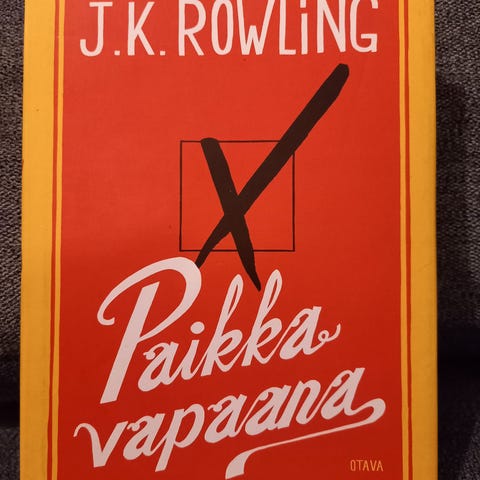 J.K. ROWLING
Paikka
vapaana
OTAVA